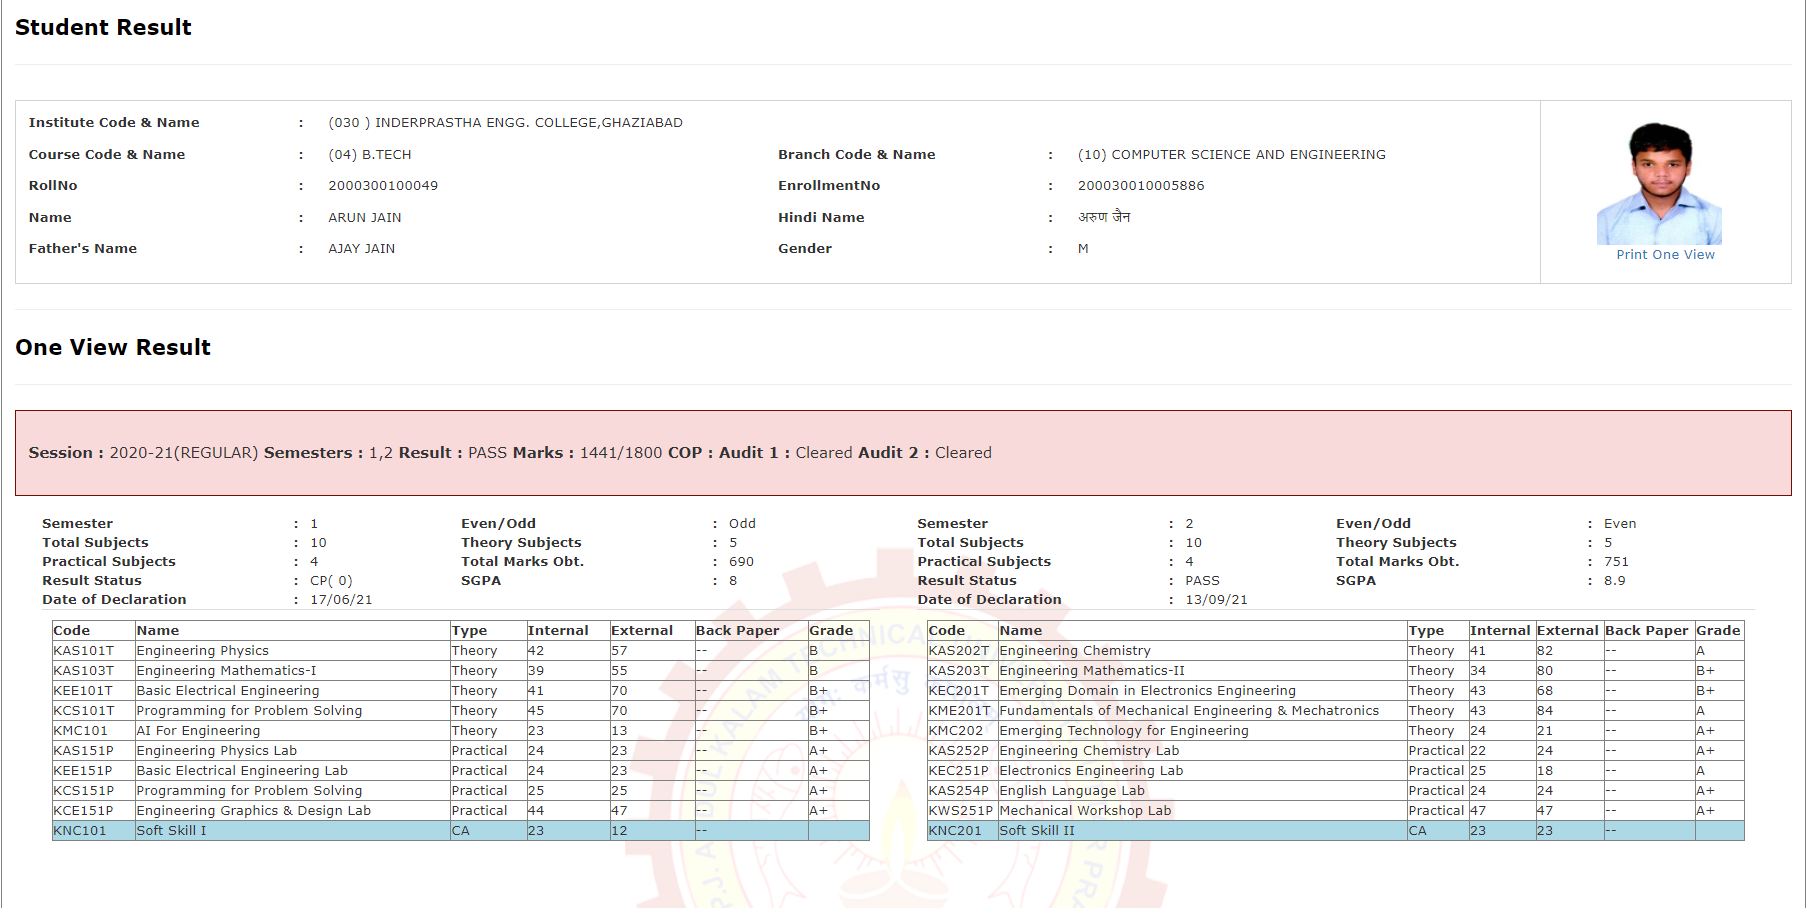 Student Result
Institute Code & Name : (030 ) INDERPRASTHA ENGG. COLLEGE,GHAZIABAD
Course Code & Name : (04) B.TECH Branch Code & Name : (10) COMPUTER SCIENCE AND ENGINEERING
RollNo : 2000300100049 EnrollmentNo : 200030010005886
Name : ARUN JAIN Hindi Name : अरुण जैन
Father's Name : AJAY JAIN Gender : M
Print One View
One View Result
Session : 2020-21(REGULAR) Semesters : 1,2 Result : PASS Marks : 1441/1800 COP : Audit 1 : Cleared Audit 2 : Cleared
Semester : 1 Even/Odd : Odd
Total Subjects : 10 Theory Subjects : 5
Practical Subjects : 4 Total Marks Obt. : 690
Result Status : CP( 0) SGPA : 8
Date of Declaration : 17/06/21
Code Name Type Internal External Back Paper Grade
KAS101T Engineering Physics Theory 42 57 -- B
KAS103T Engineering Mathematics-I Theory 39 55 -- B
KEE101T Basic Electrical Engineering Theory 41 70 -- B+
KCS101T Programming for Problem Solving Theory 45 70 -- B+
KMC101 AI For Engineering Theory 23 13 -- B+
KAS151P Engineering Physics Lab Practical 24 23 -- A+
KEE151P Basic Electrical Engineering Lab Practical 24 23 -- A+
KCS151P Programming for Problem Solving Practical 25 25 -- A+
KCE151P Engineering Graphics & Design Lab Practical 44 47 -- A+
KNC101 Soft Skill I CA 23 12 --
Semester : 2 Even/Odd : Even
Total Subjects : 10 Theory Subjects : 5
Practical Subjects : 4 Total Marks Obt. : 751
Result Status : PASS SGPA : 8.9
Date of Declaration : 13/09/21
Code Name Type Internal External Back Paper Grade
KAS202T Engineering Chemistry Theory 41 82 -- A
KAS203T Engineering Mathematics-II Theory 34 80 -- B+
KEC201T Emerging Domain in Electronics Engineering Theory 43 68 -- B+
KME201T Fundamentals of Mechanical Engineering & Mechatronics Theory 43 84 -- A
KMC202 Emerging Technology for Engineering Theory 24 21 -- A+
KAS252P Engineering Chemistry Lab Practical 22 24 -- A+
KEC251P Electronics Engineering Lab Practical 25 18 -- A
KAS254P English Language Lab Practical 24 24 -- A+
KWS251P Mechanical Workshop Lab Practical 47 47 -- A+
KNC201 Soft Skill II CA 23 23 --